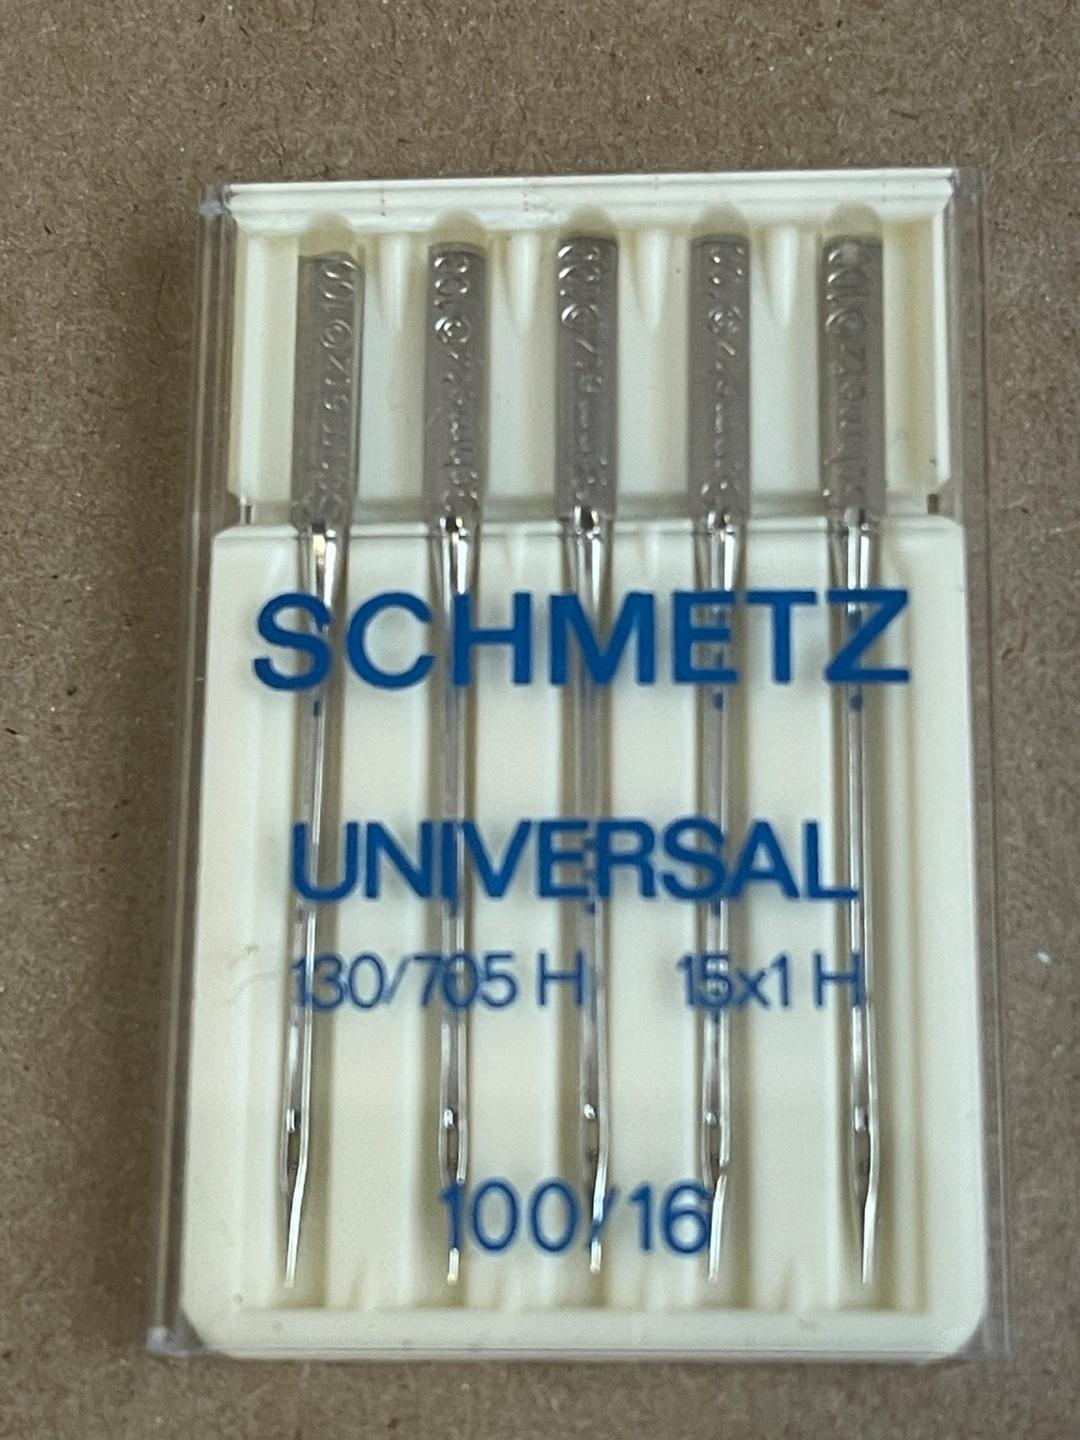 SCHMETZ
UNIVERSAL
130/705 H 15x1 H
100/16